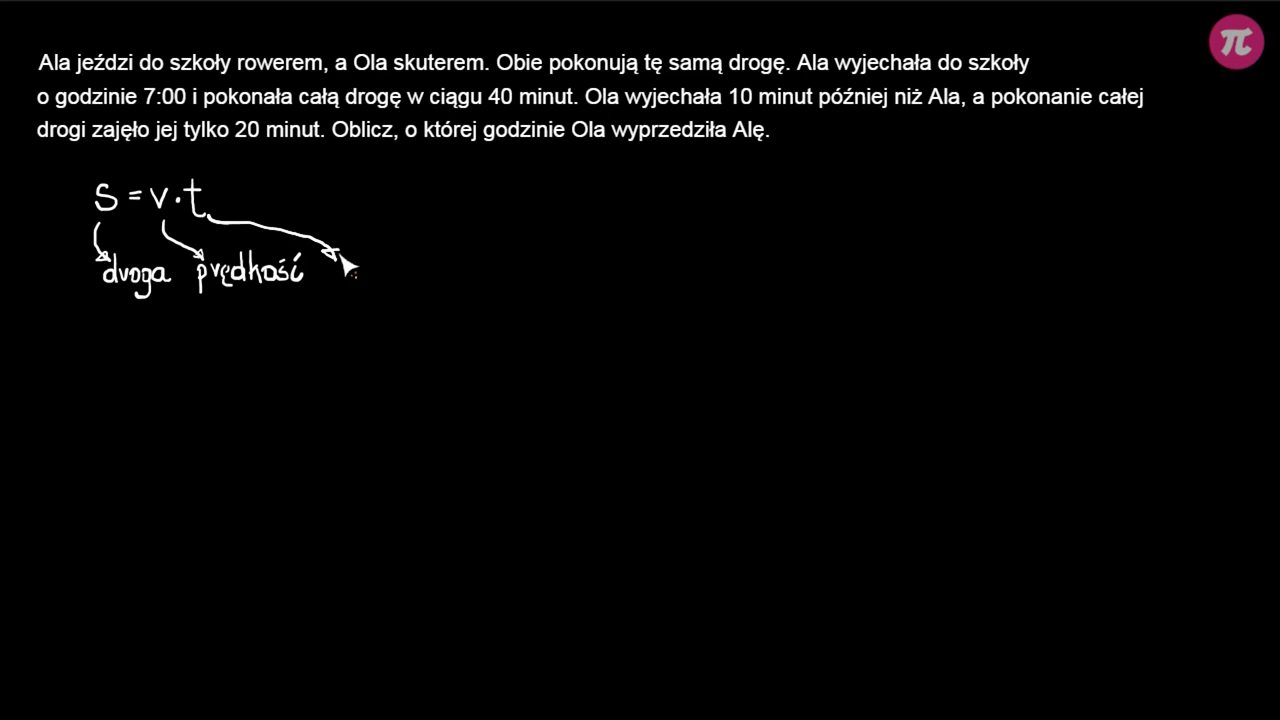 π
Ala jeździ do szkoły rowerem, a Ola skuterem. Obie pokonują tę samą drogę. Ala wyjechała do szkoły
o godzinie 7:00 i pokonała całą drogę w ciągu 40 minut. Ola wyjechała 10 minut później niż Ala, a pokonanie całej
drogi zajęło jej tylko 20 minut. Oblicz, o której godzinie Ola wyprzedziła Alę.
s = v · t
droga prędkość